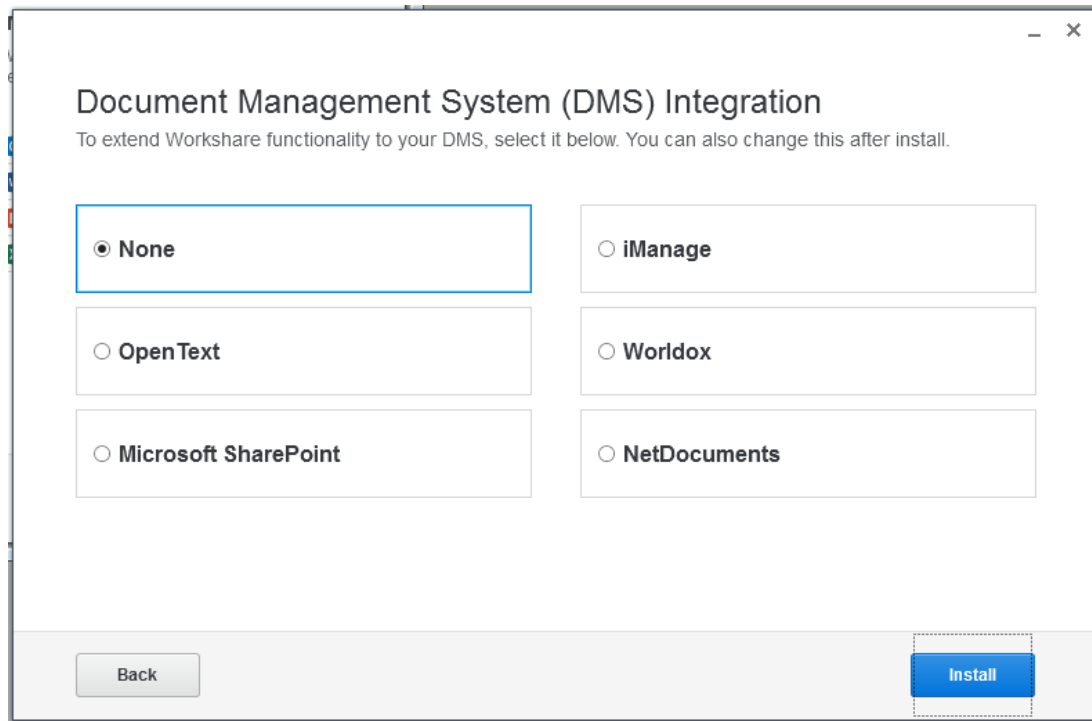 Document Management System (DMS) Integration
To extend Workshare functionality to your DMS, select it below. You can also change this after install.
None
iManage
OpenText
Worldox
Microsoft SharePoint
NetDocuments
Back
Install